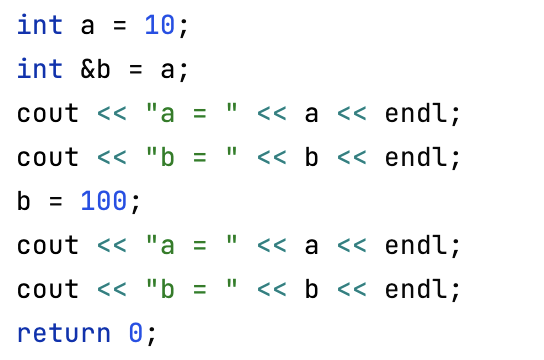 int a = 10;
int &b = a;
cout << "a = " << a << endl;
cout << "b = " << b << endl;
b = 100;
cout << "a = " << a << endl;
cout << "b = " << b << endl;
return 0;